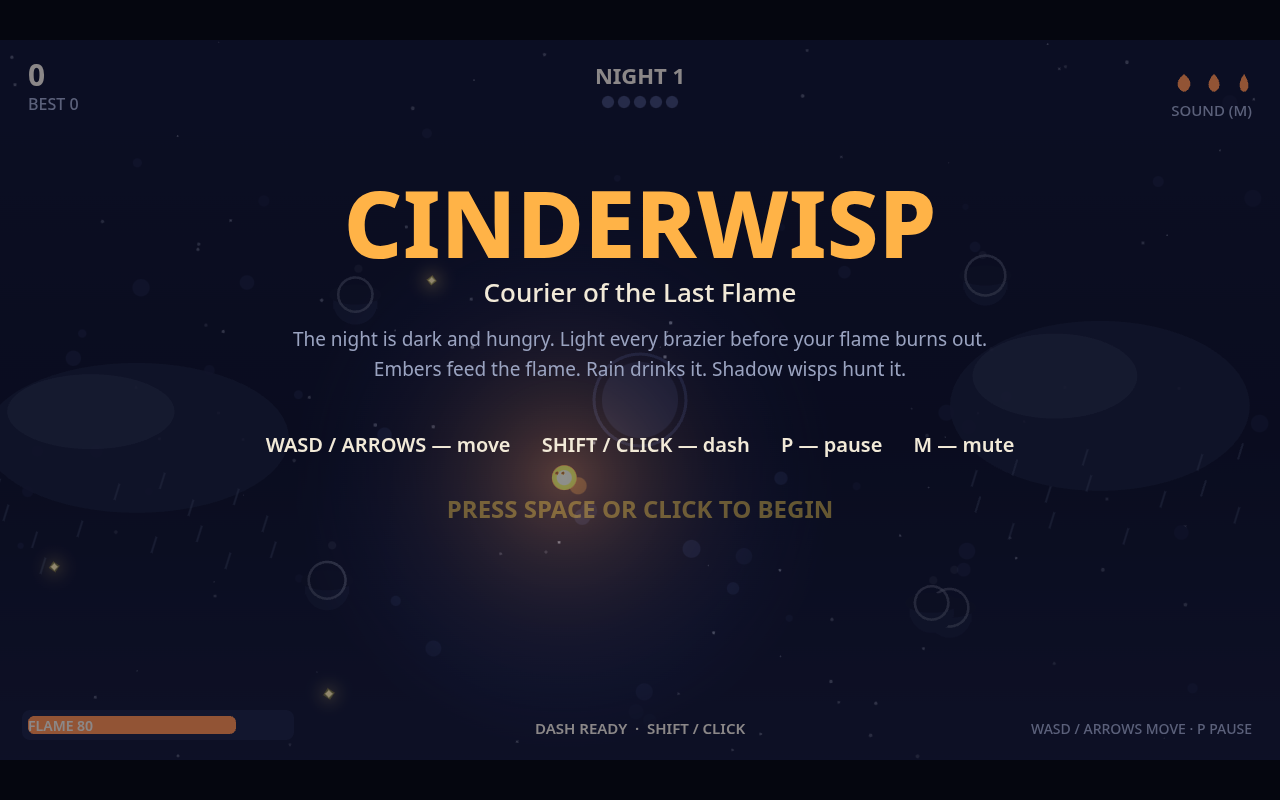 0
BEST 0
NIGHT 1
SOUND (M)
CINDERWISP
Courier of the Last Flame
The night is dark and hungry. Light every brazier before your flame burns out.
Embers feed the flame. Rain drinks it. Shadow wisps hunt it.
WASD / ARROWS — move SHIFT / CLICK — dash P — pause M — mute
PRESS SPACE OR CLICK TO BEGIN
FLAME 80
DASH READY · SHIFT / CLICK
WASD / ARROWS MOVE · P PAUSE